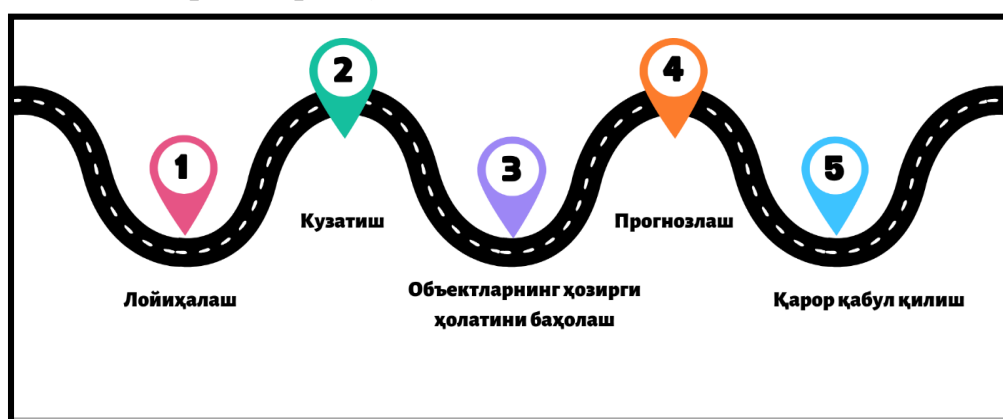 1
Лойиҳалаш
2
Кузатиш
3
Объектларнинг ҳозирги
ҳолатини баҳолаш
4
Прогнозлаш
5
Қарор қабул қилиш